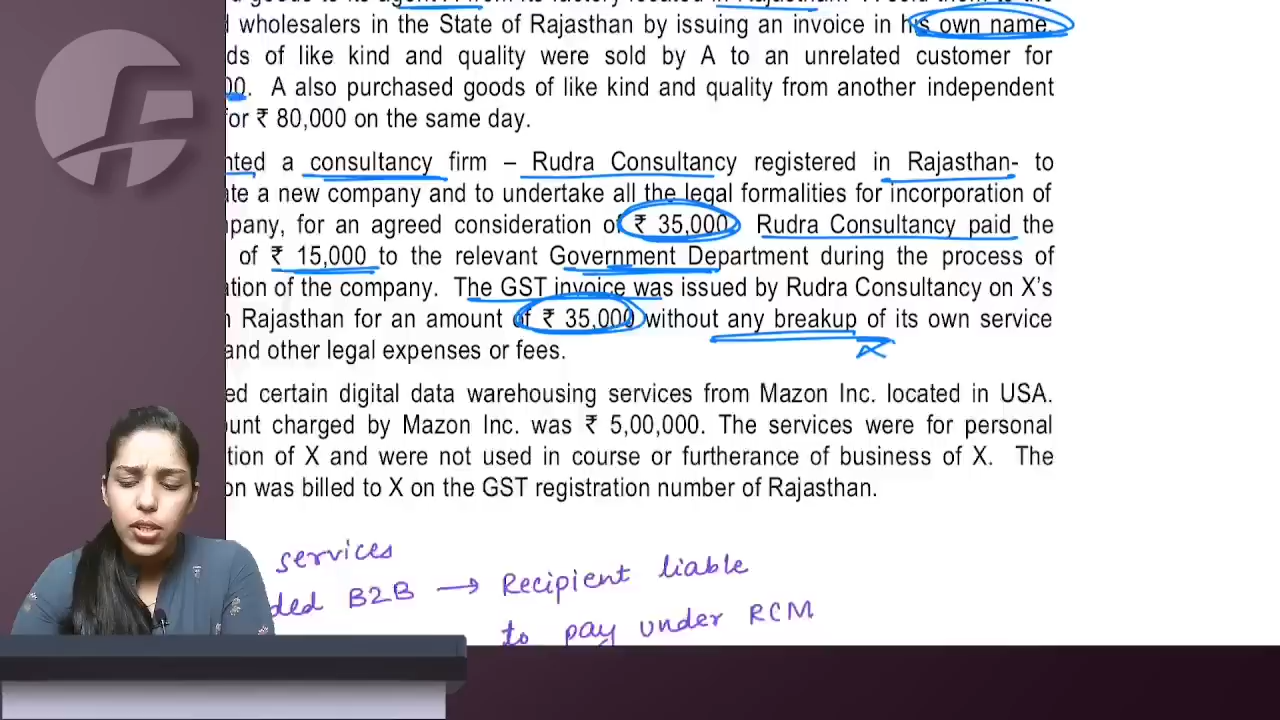 goods to its agent A from its factory located in Rajasthan. A sold them to the
wholesalers in the State of Rajasthan by issuing an invoice in his own name.
ds of like kind and quality were sold by A to an unrelated customer for
00. A also purchased goods of like kind and quality from another independent
for ₹ 80,000 on the same day.
nted a consultancy firm – Rudra Consultancy registered in Rajasthan- to
ate a new company and to undertake all the legal formalities for incorporation of
pany, for an agreed consideration of ₹ 35,000 Rudra Consultancy paid the
of ₹ 15,000 to the relevant Government Department during the process of
ation of the company. The GST invoice was issued by Rudra Consultancy on X's
n Rajasthan for an amount of ₹ 35,000 without any breakup of its own service
and other legal expenses or fees.
ed certain digital data warehousing services from Mazon Inc. located in USA.
ount charged by Mazon Inc. was ₹ 5,00,000. The services were for personal
tion of X and were not used in course or furtherance of business of X. The
on was billed to X on the GST registration number of Rajasthan.
services
ded B2B → Recipient liable
to pay under RCM